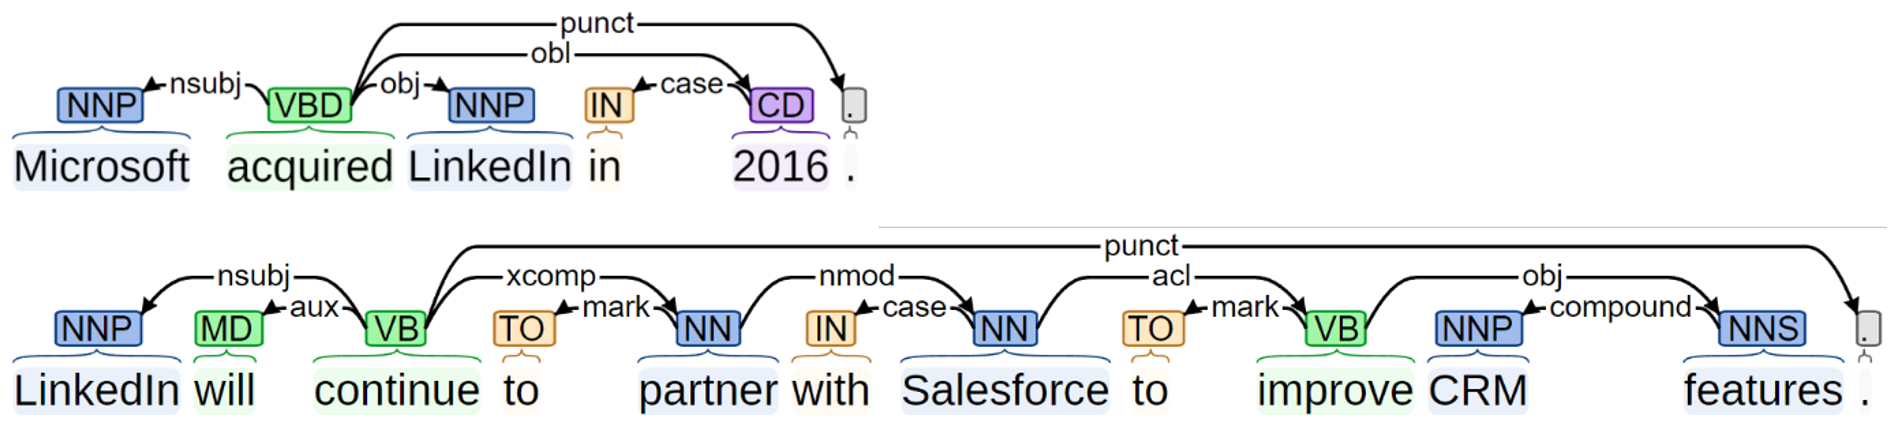 punct
obl
nsubj obj case
NNP VBD NNP IN CD .
Microsoft acquired LinkedIn in 2016 .
punct
nsubj xcomp nmod acl obj
aux mark case mark compound
NNP MD VB TO NN IN NN TO VB NNP NNS .
LinkedIn will continue to partner with Salesforce to improve CRM features .